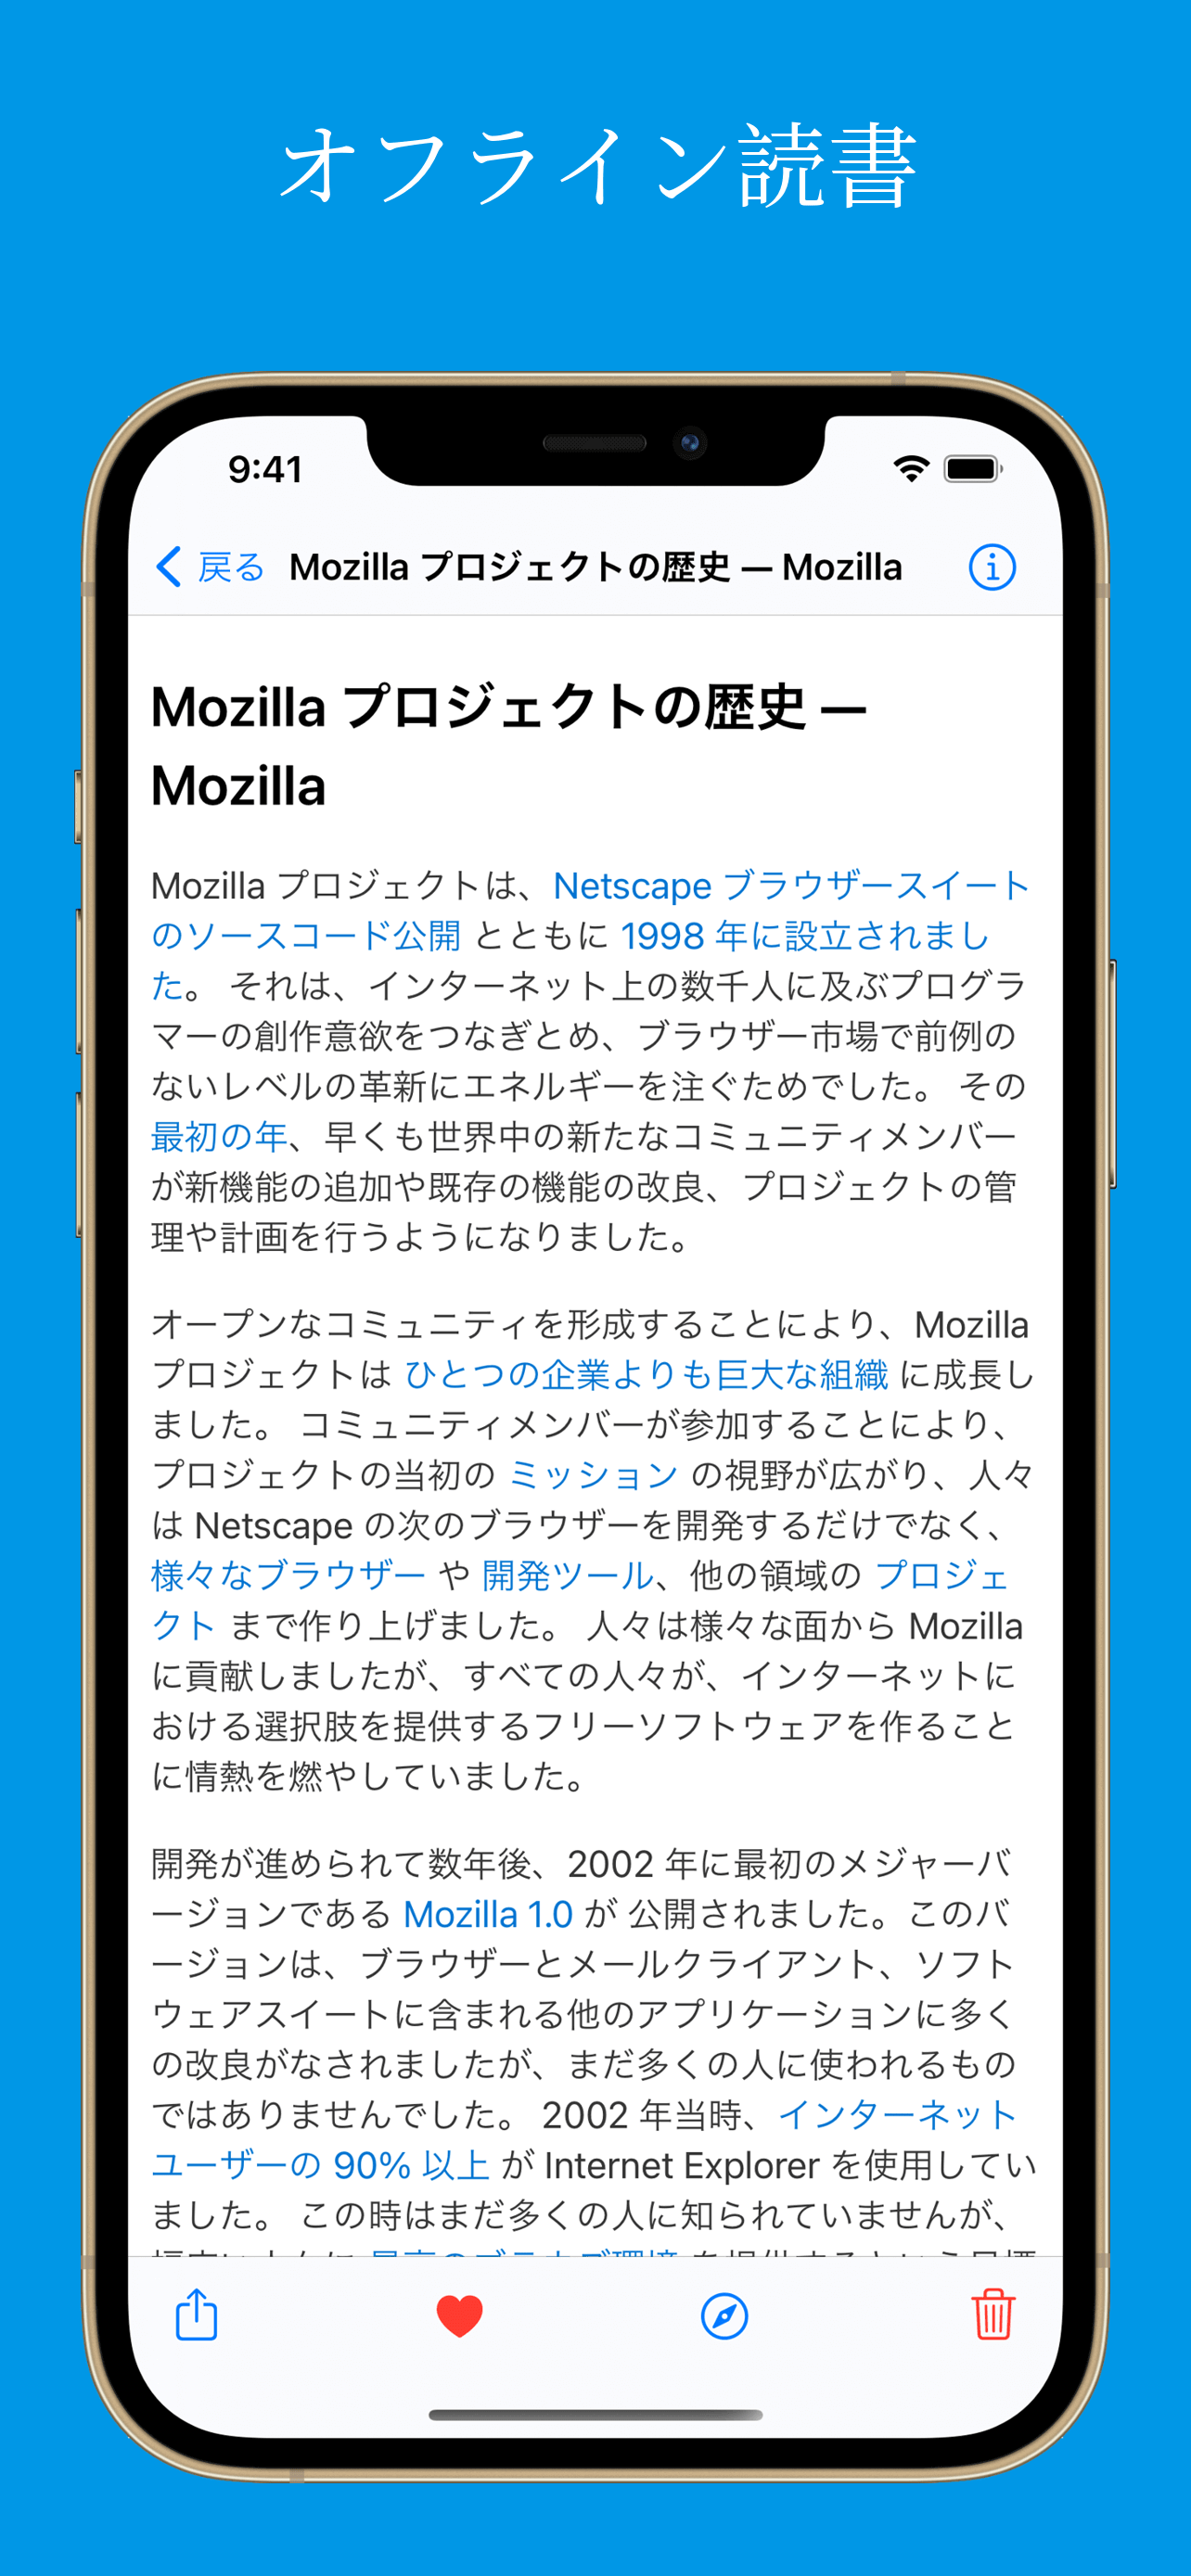 オフライン読書
9:41
戻る Mozilla プロジェクトの歴史 — Mozilla
Mozilla プロジェクトの歴史 —
Mozilla
Mozilla プロジェクトは、Netscape ブラウザースイート
のソースコード公開 とともに 1998 年に設立されまし
た。 それは、インターネット上の数千人に及ぶプログラ
マーの創作意欲をつなぎとめ、ブラウザー市場で前例の
ないレベルの革新にエネルギーを注ぐためでした。 その
最初の年、早くも世界中の新たなコミュニティメンバー
が新機能の追加や既存の機能の改良、プロジェクトの管
理や計画を行うようになりました。
オープンなコミュニティを形成することにより、Mozilla
プロジェクトは ひとつの企業よりも巨大な組織 に成長し
ました。 コミュニティメンバーが参加することにより、
プロジェクトの当初の ミッション の視野が広がり、人々
は Netscape の次のブラウザーを開発するだけでなく、
様々なブラウザー や 開発ツール、他の領域の プロジェ
クト まで作り上げました。 人々は様々な面から Mozilla
に貢献しましたが、すべての人々が、インターネットに
おける選択肢を提供するフリーソフトウェアを作ること
に情熱を燃やしていました。
開発が進められて数年後、2002 年に最初のメジャーバ
ージョンである Mozilla 1.0 が 公開されました。このバ
ージョンは、ブラウザーとメールクライアント、ソフト
ウェアスイートに含まれる他のアプリケーションに多く
の改良がなされましたが、まだ多くの人に使われるもの
ではありませんでした。 2002 年当時、インターネット
ユーザーの 90% 以上 が Internet Explorer を使用してい
ました。 この時はまだ多くの人に知られていませんが、